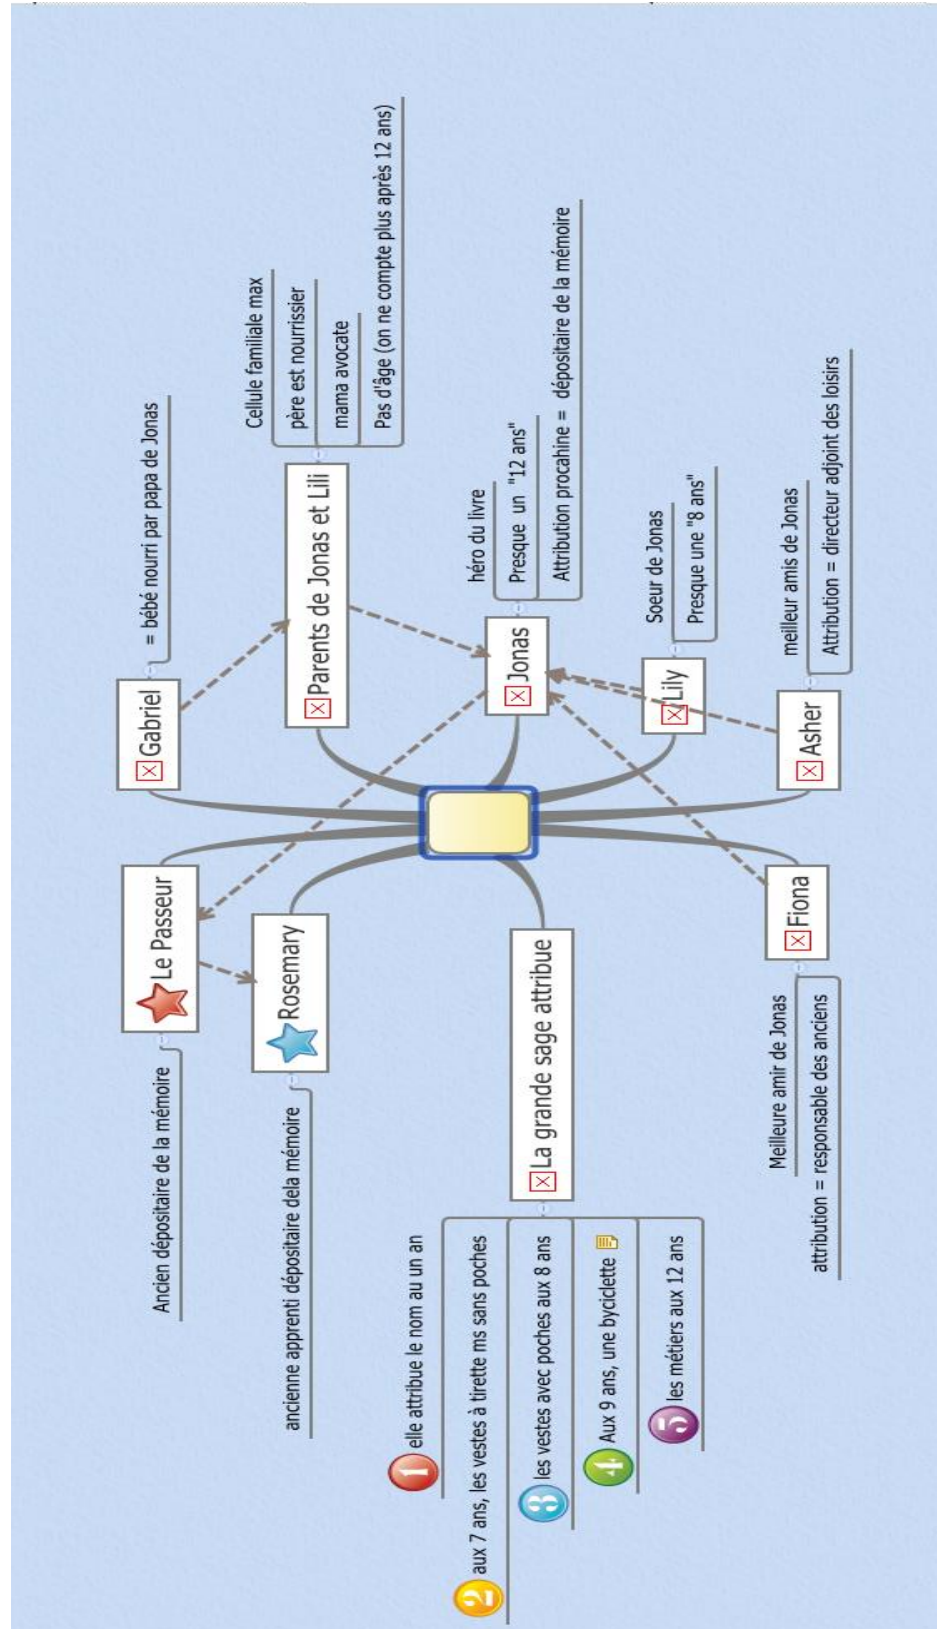 Ancien dépositaire de la mémoire
Le Passeur
ancienne apprenti dépositaire dela mémoire
Rosemary
La grande sage attribue
1 elle attribue le nom au un an
2 aux 7 ans, les vestes à tirette ms sans poches
3 les vestes avec poches aux 8 ans
4 Aux 9 ans, une byciclette
5 les métiers aux 12 ans
Meilleure amir de Jonas
attribution = responsable des anciens
Fiona
Gabriel
= bébé nourri par papa de Jonas
Parents de Jonas et Lili
Cellule familiale max
père est nourrissier
mama avocate
Pas d'âge (on ne compte plus après 12 ans)
Jonas
héro du livre
Presque un "12 ans"
Attribution procahine = dépositaire de la mémoire
Lily
Soeur de Jonas
Presque une "8 ans"
Asher
meilleur amis de Jonas
Attribution = directeur adjoint des loisirs